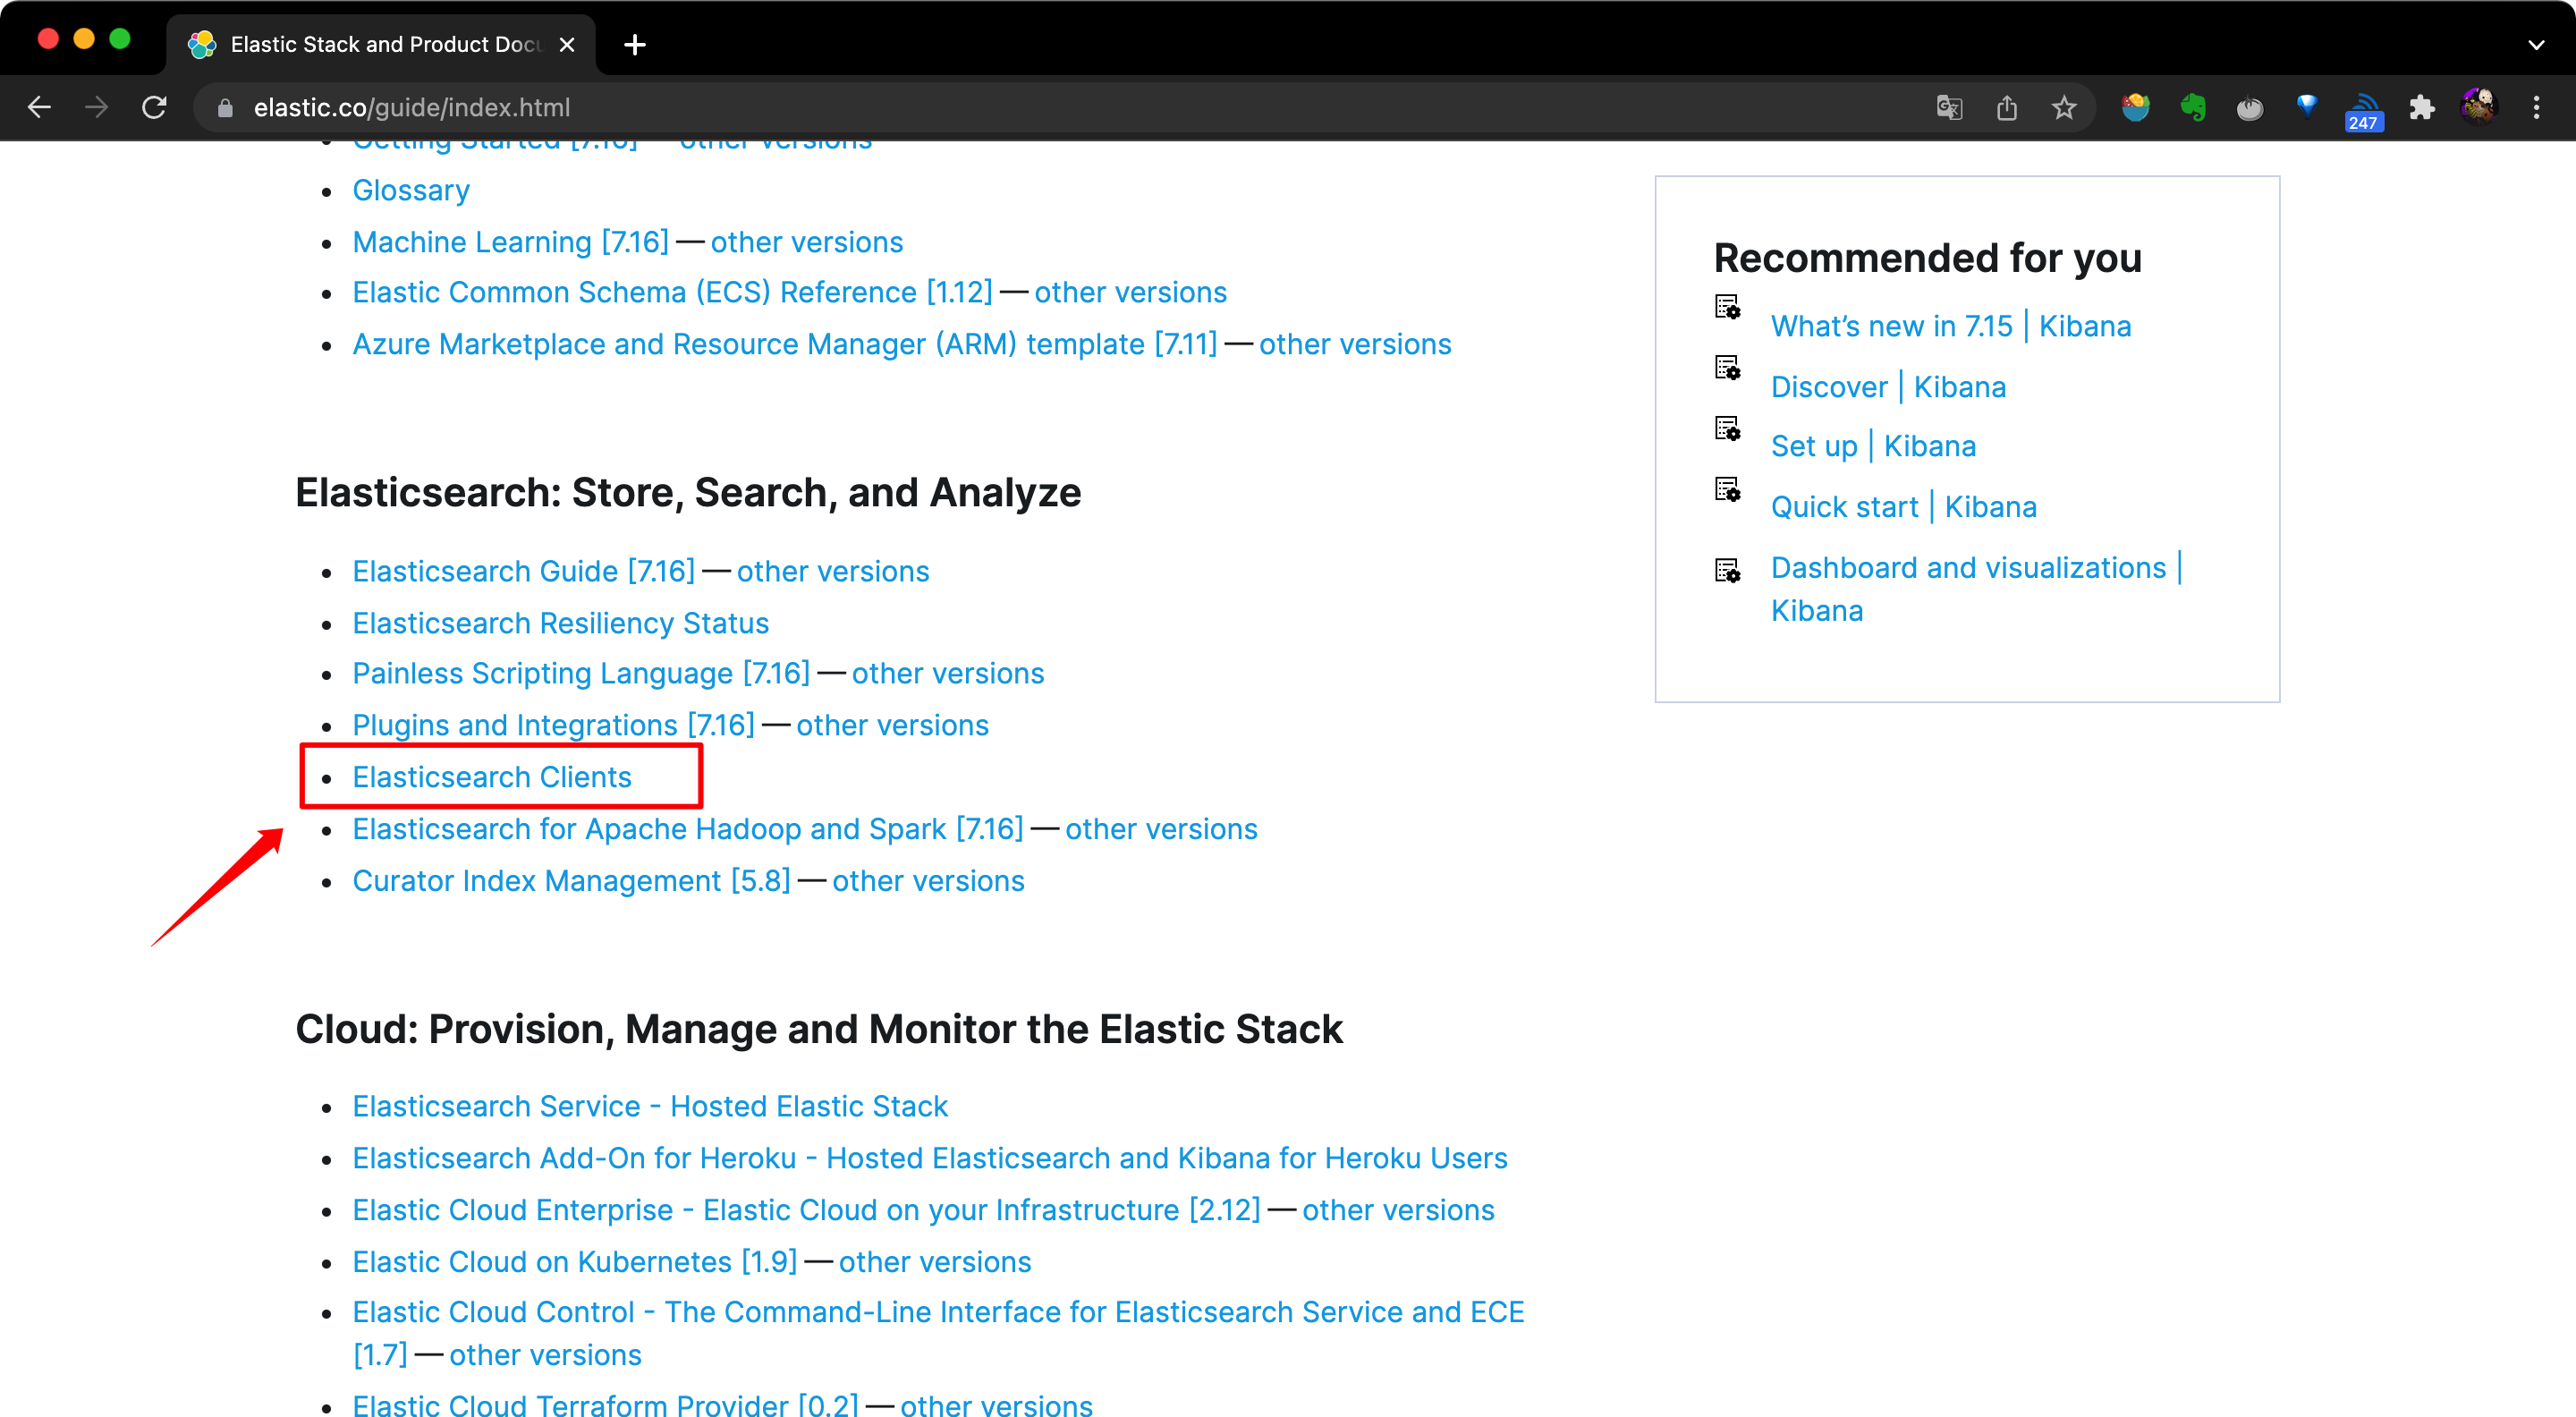 Elastic Stack and Product Docu
elastic.co/guide/index.html
247
Getting Started [7.16] — other versions
Glossary
Machine Learning [7.16] — other versions
Elastic Common Schema (ECS) Reference [1.12] — other versions
Azure Marketplace and Resource Manager (ARM) template [7.11] — other versions
Elasticsearch: Store, Search, and Analyze
Elasticsearch Guide [7.16] — other versions
Elasticsearch Resiliency Status
Painless Scripting Language [7.16] — other versions
Plugins and Integrations [7.16] — other versions
Elasticsearch Clients
Elasticsearch for Apache Hadoop and Spark [7.16] — other versions
Curator Index Management [5.8] — other versions
Cloud: Provision, Manage and Monitor the Elastic Stack
Elasticsearch Service - Hosted Elastic Stack
Elasticsearch Add-On for Heroku - Hosted Elasticsearch and Kibana for Heroku Users
Elastic Cloud Enterprise - Elastic Cloud on your Infrastructure [2.12] — other versions
Elastic Cloud on Kubernetes [1.9] — other versions
Elastic Cloud Control - The Command-Line Interface for Elasticsearch Service and ECE
[1.7] — other versions
Elastic Cloud Terraform Provider [0.2] — other versions
Recommended for you
What’s new in 7.15 | Kibana
Discover | Kibana
Set up | Kibana
Quick start | Kibana
Dashboard and visualizations |
Kibana